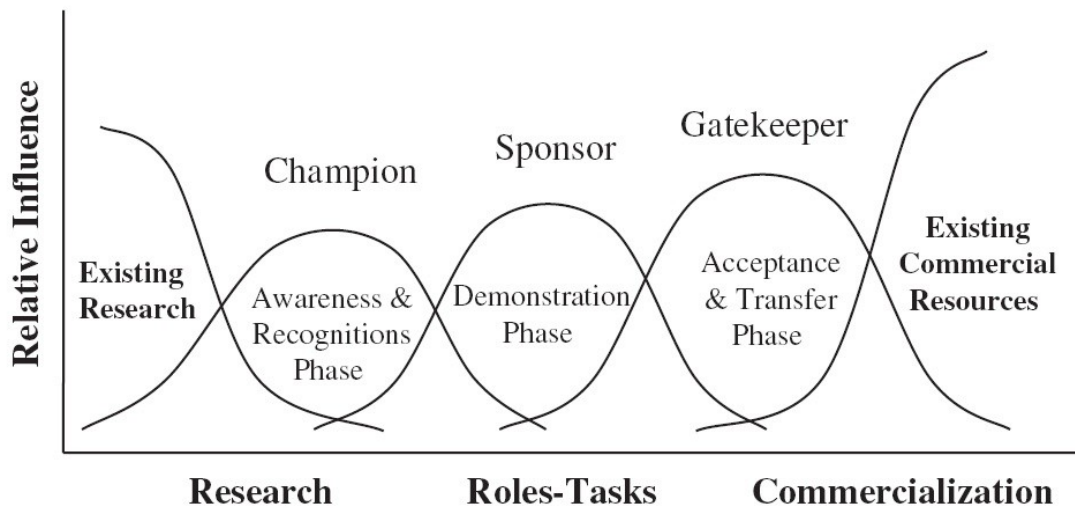 Relative Influence
Champion
Sponsor
Gatekeeper
Existing
Research
Awareness &
Recognitions
Phase
Demonstration
Phase
Acceptance
& Transfer
Phase
Existing
Commercial
Resources
Research
Roles-Tasks
Commercialization